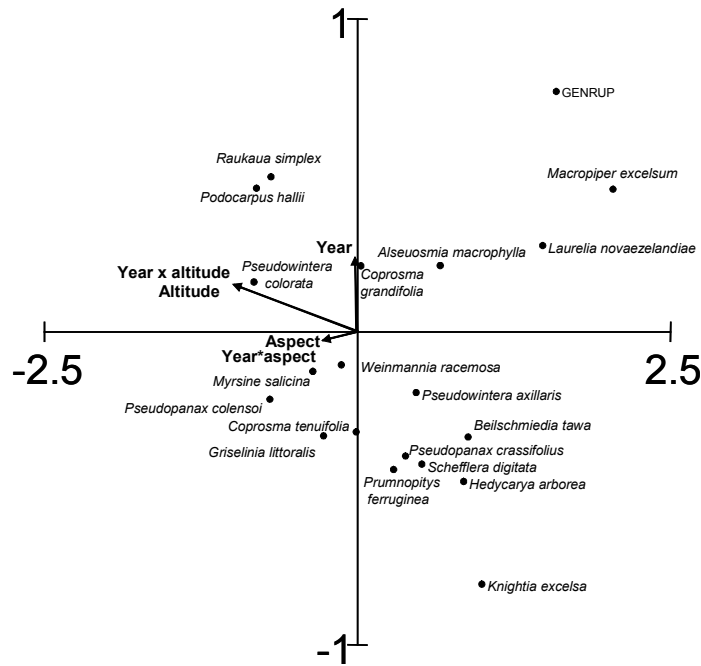 1
GENRUP
Raukaua simplex
Macropiper excelsum
Podocarpus hallii
Year
Alseuosmia macrophylla
Laurelia novaezelandiae
Year x altitude
Altitude
Pseudowintera
colorata
Coprosma
grandifolia
-2.5
2.5
Aspect
Year*aspect
Weinmannia racemosa
Myrsine salicina
Pseudopanax colensoi
Pseudowintera axillaris
Coprosma tenuifolia
Beilschmiedia tawa
Griselinia littoralis
Pseudopanax crassifolius
Schefflera digitata
Prumnopitys
ferruginea
Hedycarya arborea
Knightia excelsa
-1